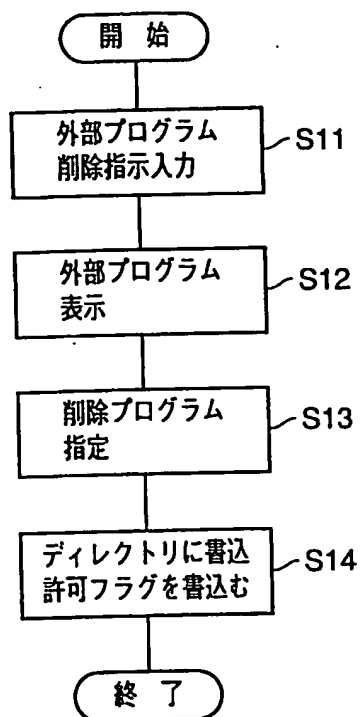 開 始
外部プログラム
削除指示入力
S11
外部プログラム
表示
S12
削除プログラム
指定
S13
ディレクトリに書込
許可フラグを書込む
S14
終 了